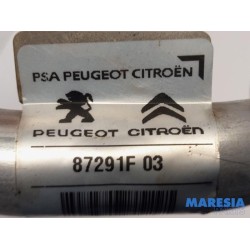 PSA PEUGEOT CITROËN
PEUGEOT CITROËN
87291F 03
MARESIA